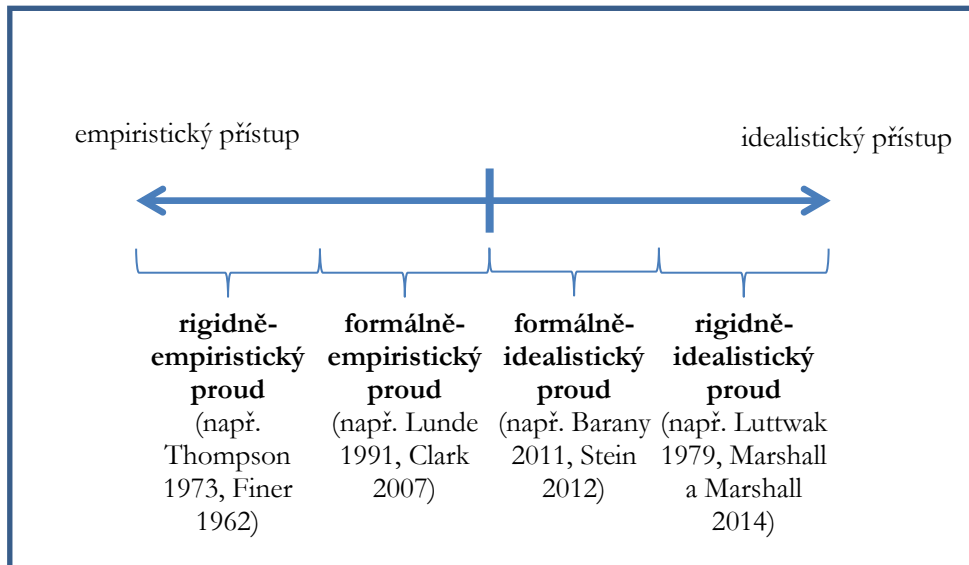 empiristický přístup
idealistický přístup
rigidně-
empiristický
proud
(např.
Thompson
1973, Finer
1962)
formálně-
empiristický
proud
(např. Lunde
1991, Clark
2007)
formálně-
idealistický
proud
(např. Barany
2011, Stein
2012)
rigidně-
idealistický
proud
(např. Luttwak
1979, Marshall
a Marshall
2014)